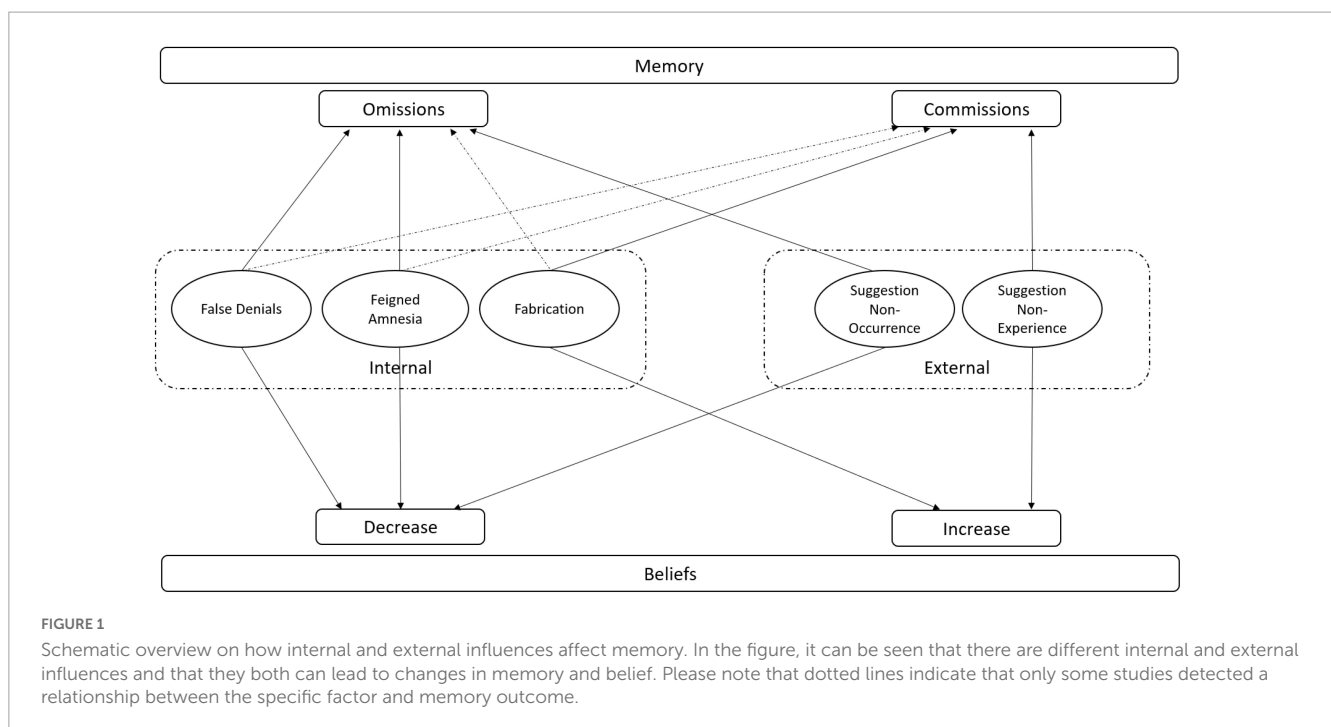 Memory
Omissions
Commissions
False Denials
Feigned
Amnesia
Fabrication
Suggestion
Non-
Occurrence
Suggestion
Non-
Experience
Internal
External
Decrease
Increase
Beliefs
FIGURE 1
Schematic overview on how internal and external influences affect memory. In the figure, it can be seen that there are different internal and external
influences and that they both can lead to changes in memory and belief. Please note that dotted lines indicate that only some studies detected a
relationship between the specific factor and memory outcome.